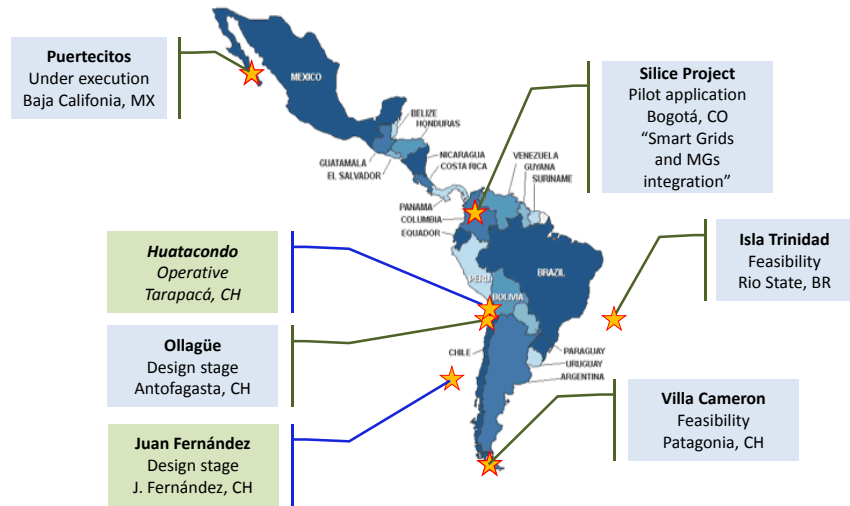 Puertecitos
Under execution
Baja Califonia, MX
Silice Project
Pilot application
Bogotá, CO
“Smart Grids
and MGs
integration”
MEXICO
BELIZE
HONDURAS
GUATAMALA
EL SALVADOR
NICARAGUA
COSTA RICA
VENEZUELA
GUYANA
SURINAME
PANAMA
COLUMBIA
EQUADOR
PERU
BRAZIL
BOLIVIA
CHILE
PARAGUAY
URUGUAY
ARGENTINA
Huatacondo
Operative
Tarapacá, CH
Isla Trinidad
Feasibility
Rio State, BR
Ollagüe
Design stage
Antofagasta, CH
Villa Cameron
Feasibility
Patagonia, CH
Juan Fernández
Design stage
J. Fernández, CH